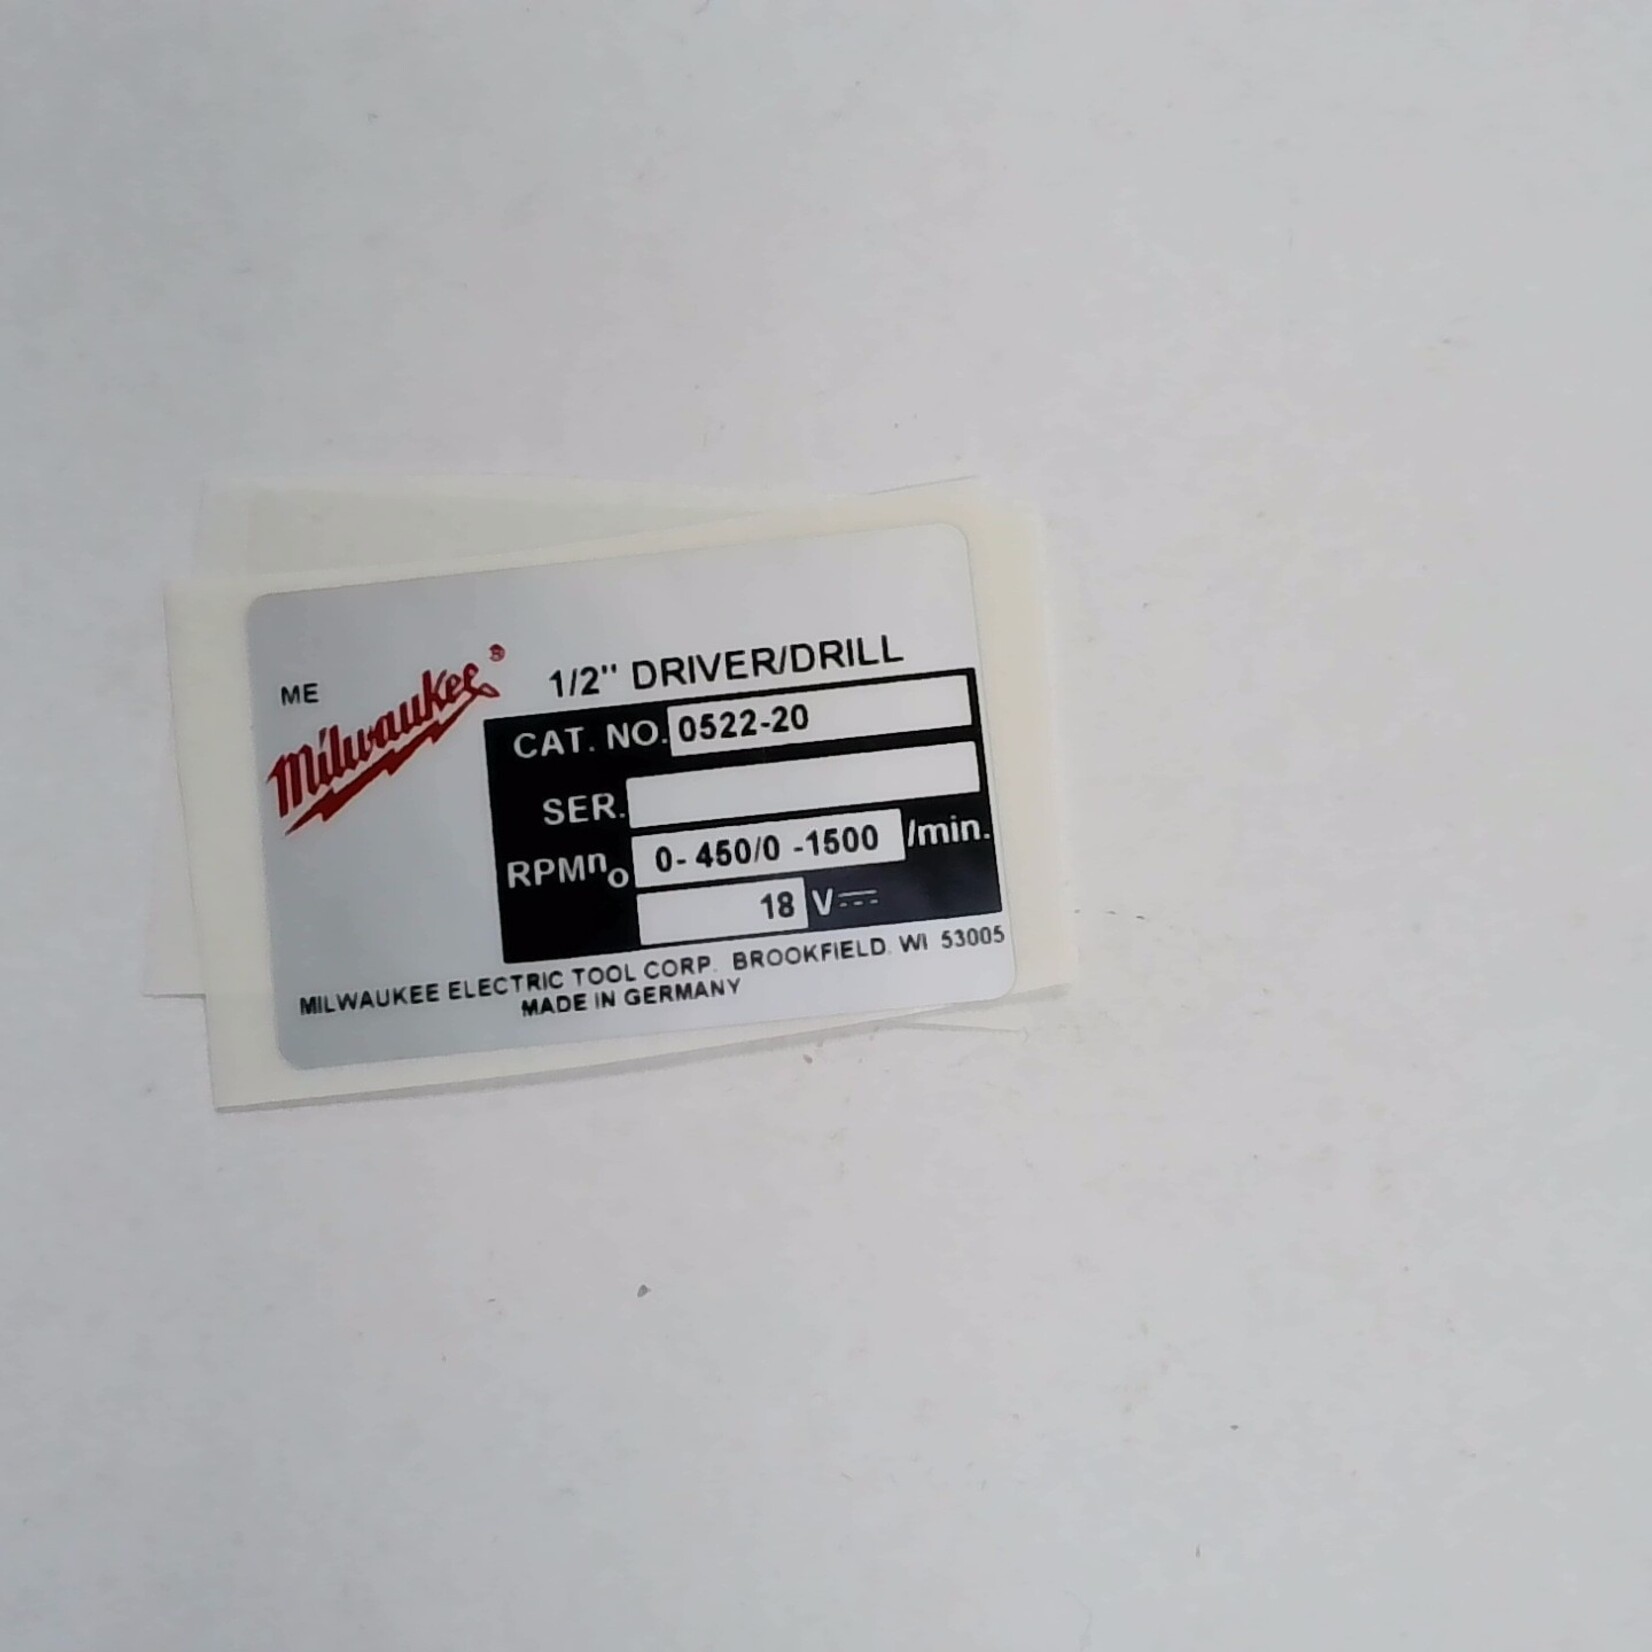 ME
Milwaukee®
1/2" DRIVER/DRILL
CAT. NO. 0522-20
SER.
RPMno 0- 450/0 -1500 /min.
18 V⎓
MILWAUKEE ELECTRIC TOOL CORP. BROOKFIELD. WI 53005
MADE IN GERMANY